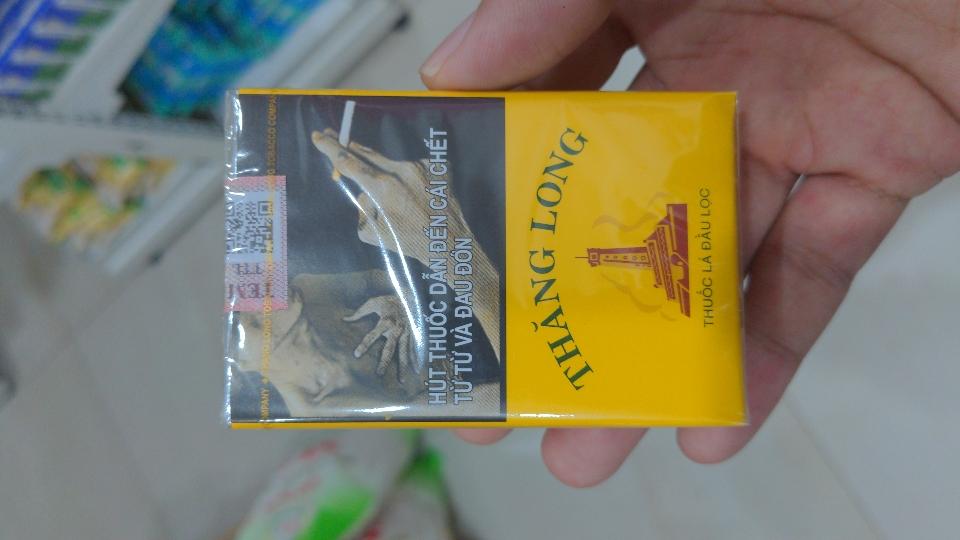 HÚT THUỐC DẪN ĐẾN CÁI CHẾT
TỪ TỪ VÀ ĐAU ĐỚN
THĂNG LONG
THUỐC LÁ ĐẦU LỌC